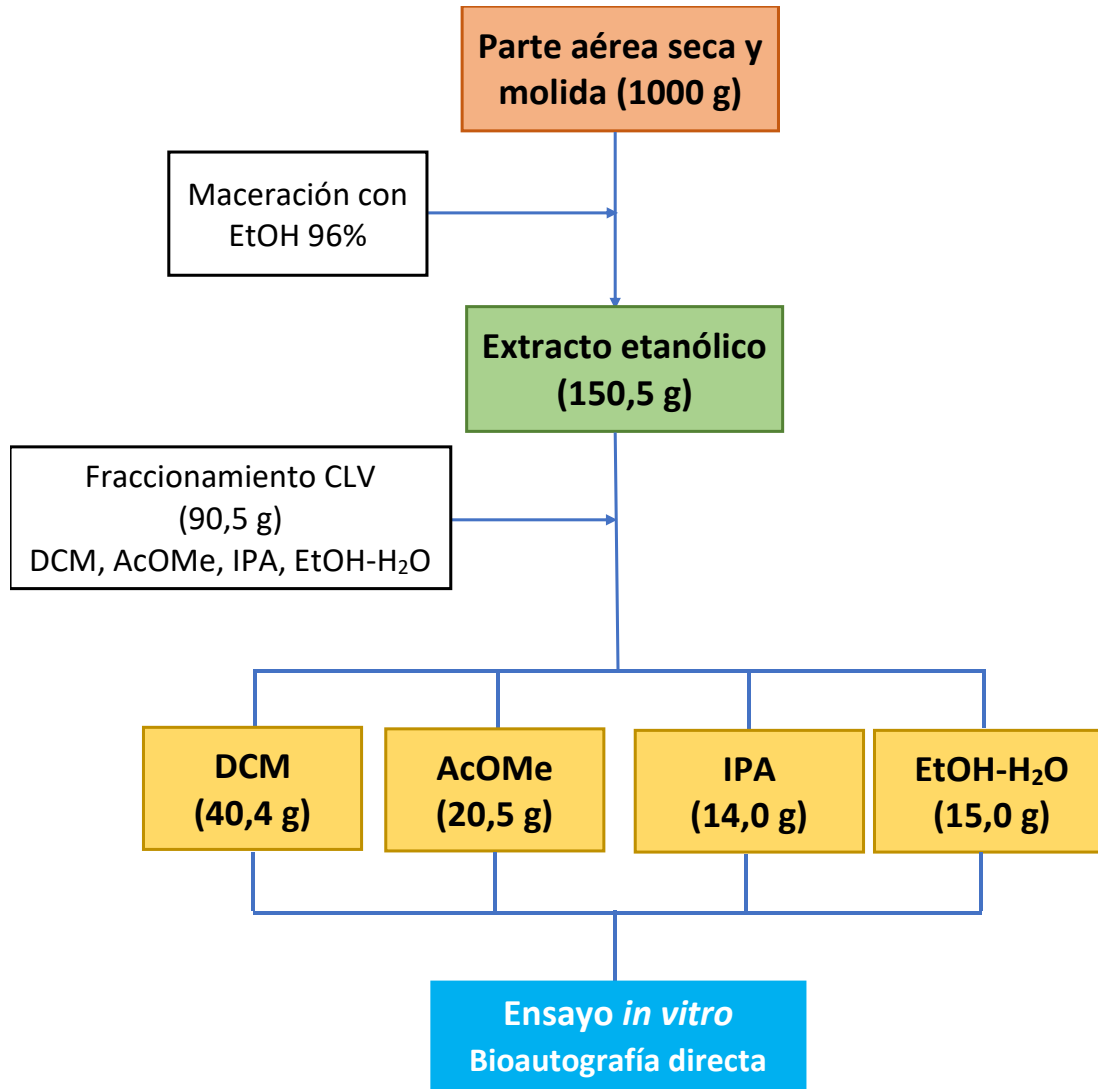 Parte aérea seca y
molida (1000 g)
Maceración con
EtOH 96%
Extracto etanólico
(150,5 g)
Fraccionamiento CLV
(90,5 g)
DCM, AcOMe, IPA, EtOH-H₂O
DCM
(40,4 g)
AcOMe
(20,5 g)
IPA
(14,0 g)
EtOH-H₂O
(15,0 g)
Ensayo in vitro
Bioautografía directa